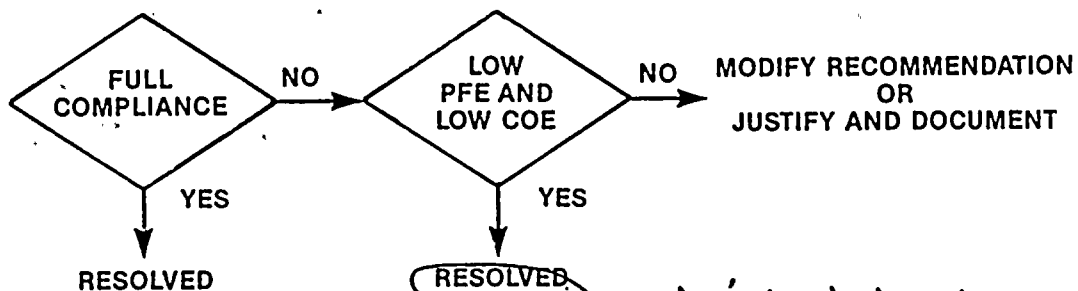 FULL
COMPLIANCE
NO
LOW
PFE AND
LOW COE
NO
MODIFY RECOMMENDATION
OR
JUSTIFY AND DOCUMENT
YES
YES
RESOLVED
RESOLVED